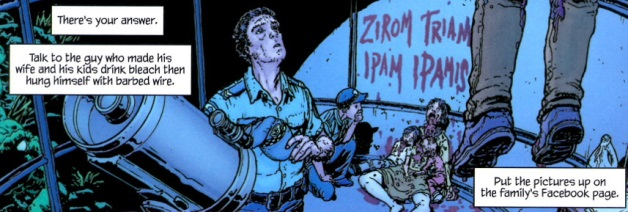 There's your answer.
Talk to the guy who made his
wife and his kids drink bleach then
hung himself with barbed wire.
ZIROM TRIAN
IPAM IPAMIS
Put the pictures up on
the family's Facebook page.